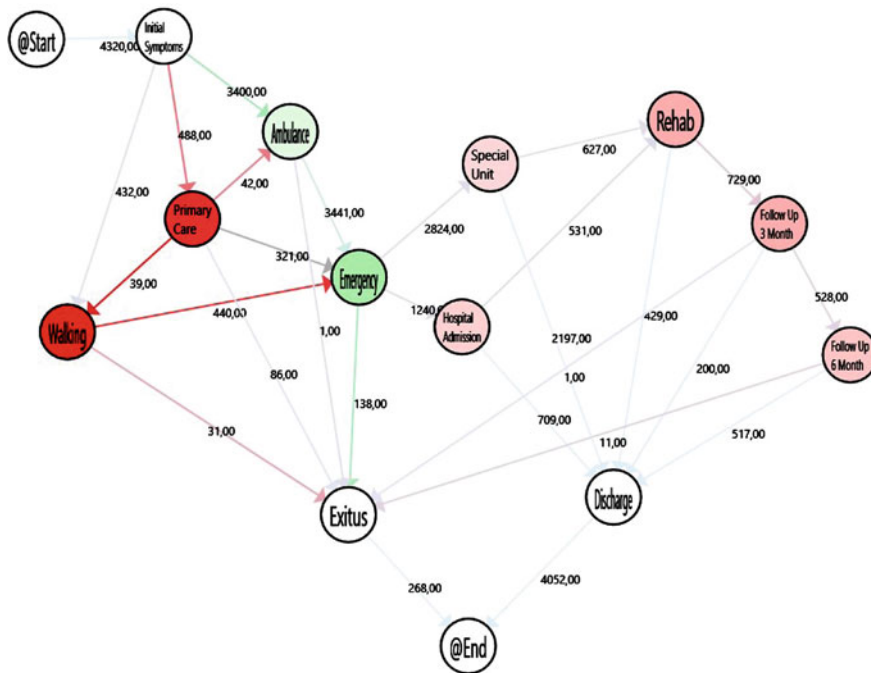 @Start
4320,00
Initial
Symptoms
3400,00
Ambulance
488,00
42,00
432,00
Primary
Care
3441,00
321,00
39,00
Walking
440,00
Emergency
1,00
86,00
138,00
31,00
2824,00
1240,00
Special
Unit
627,00
Rehab
729,00
Follow Up
3 Month
531,00
Hospital
Admission
528,00
Follow Up
6 Month
2197,00
429,00
1,00
200,00
709,00
11,00
517,00
Exitus
Discharge
268,00
4052,00
@End